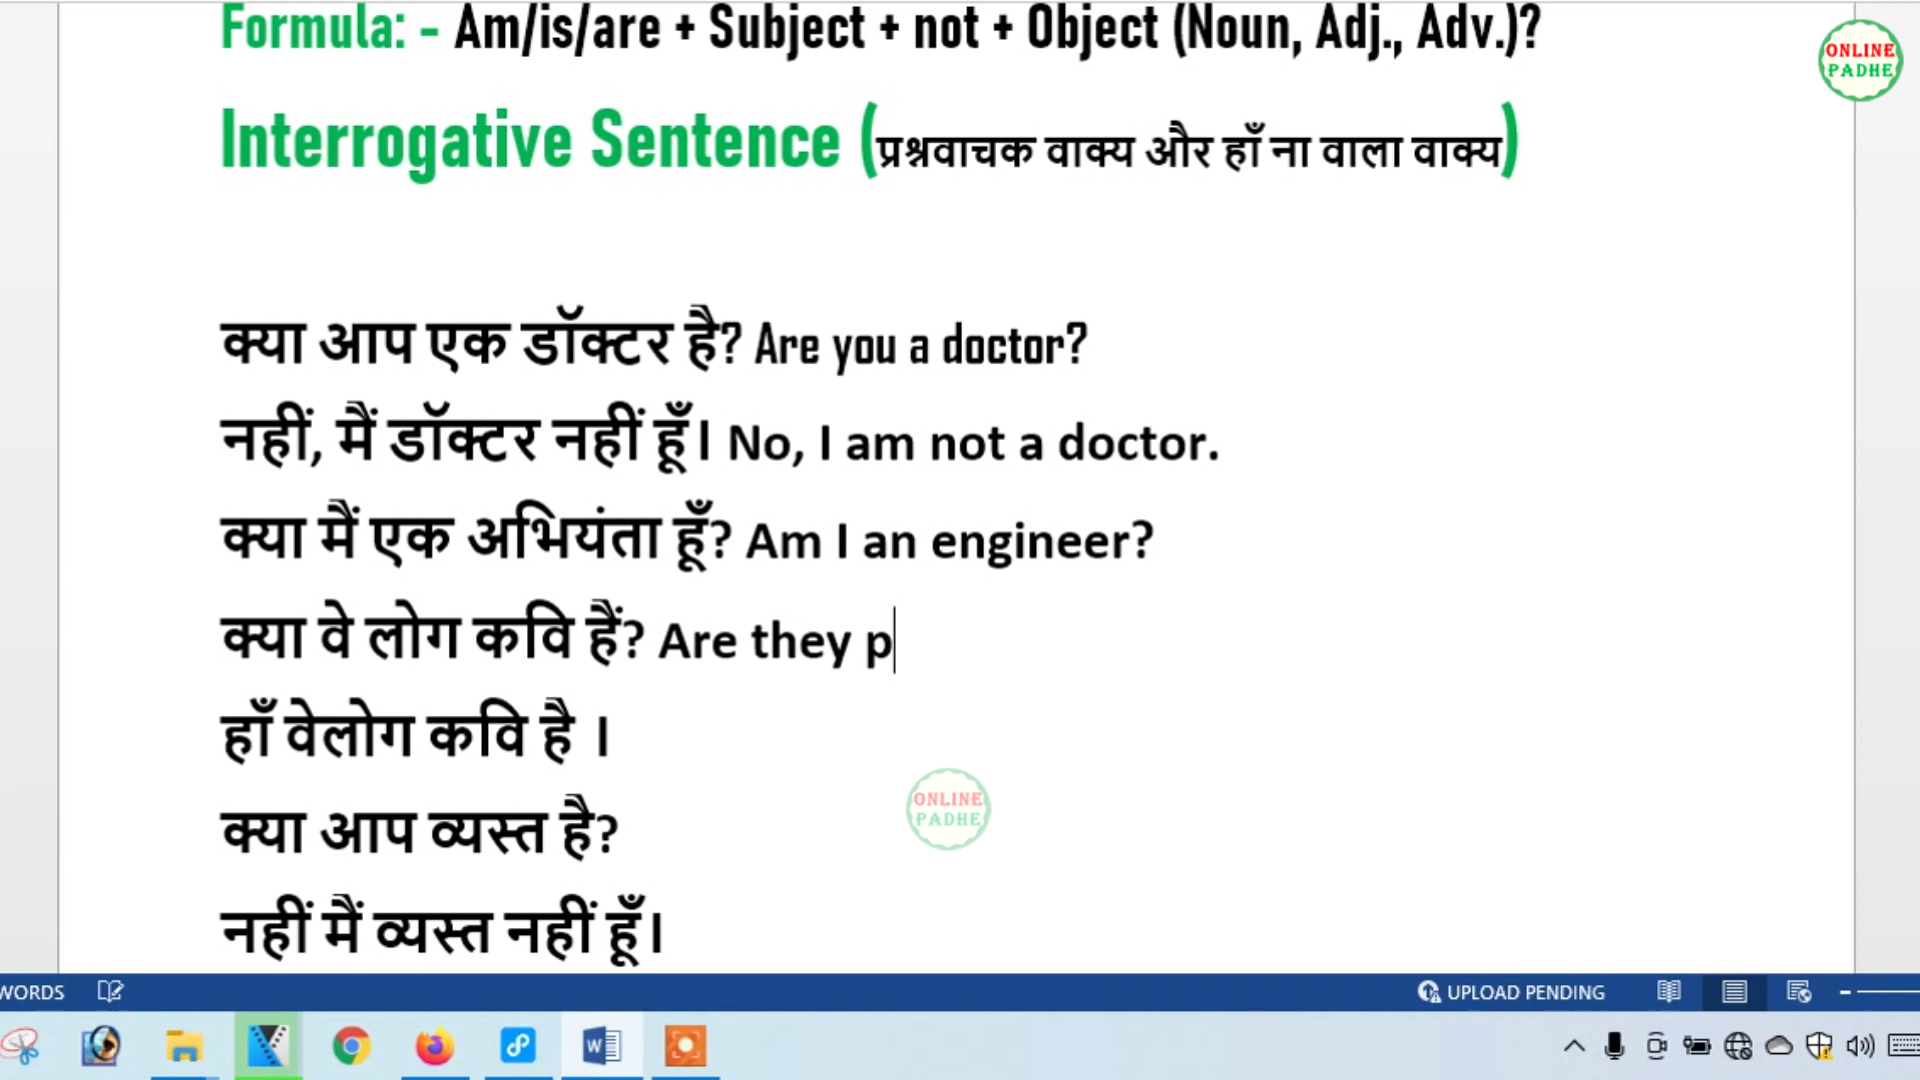 Formula: - Am/is/are + Subject + not + Object (Noun, Adj., Adv.)?
ONLINE
PADHE
Interrogative Sentence (प्रश्नवाचक वाक्य और हाँ ना वाला वाक्य)
क्या आप एक डॉक्टर है? Are you a doctor?
नहीं, मैं डॉक्टर नहीं हूँ। No, I am not a doctor.
क्या मैं एक अभियंता हूँ? Am I an engineer?
क्या वे लोग कवि हैं? Are they p
हाँ वेलोग कवि है ।
क्या आप व्यस्त है?
ONLINE
PADHE
नहीं मैं व्यस्त नहीं हूँ।
WORDS
UPLOAD PENDING